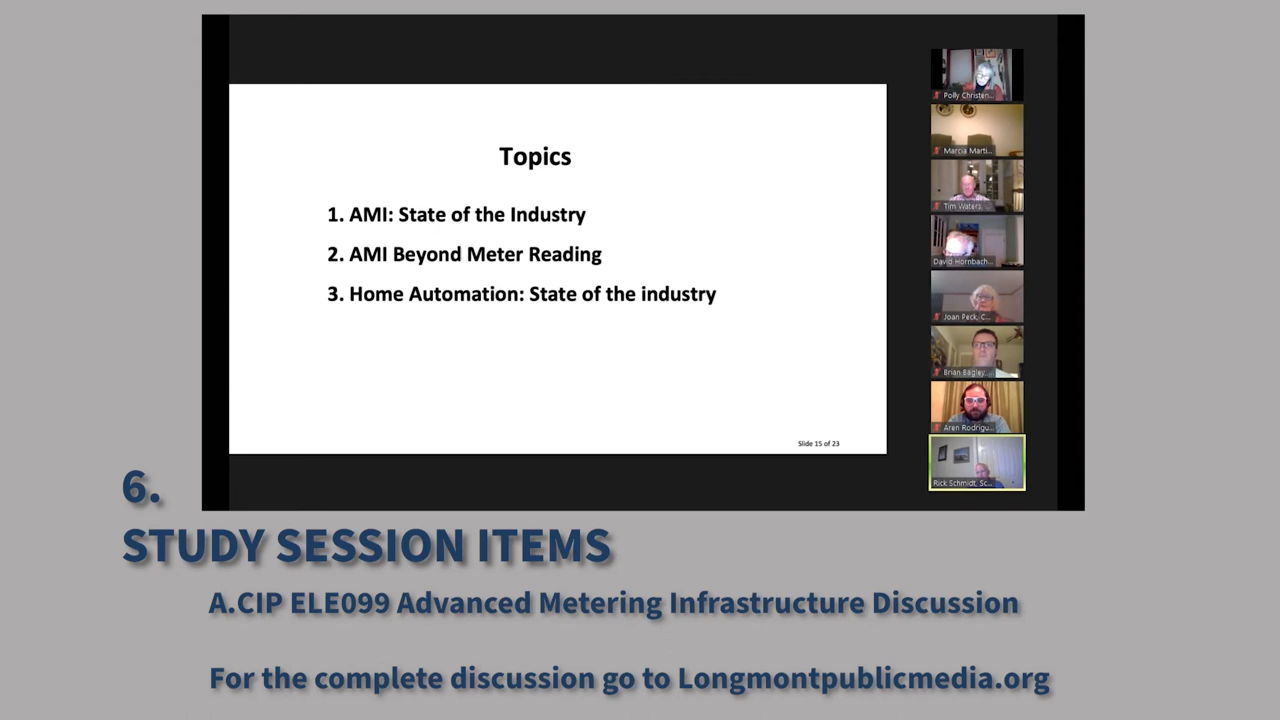 Topics
1. AMI: State of the Industry
2. AMI Beyond Meter Reading
3. Home Automation: State of the industry
Slide 15 of 23
Polly Christen...
Marcia Marti...
Tim Waters, ...
David Hornbach...
Joan Peck, C...
Brian Bagley, ...
Aren Rodrigu...
Rick Schmidt, Sc...
6.
STUDY SESSION ITEMS
A.CIP ELE099 Advanced Metering Infrastructure Discussion
For the complete discussion go to Longmontpublicmedia.org